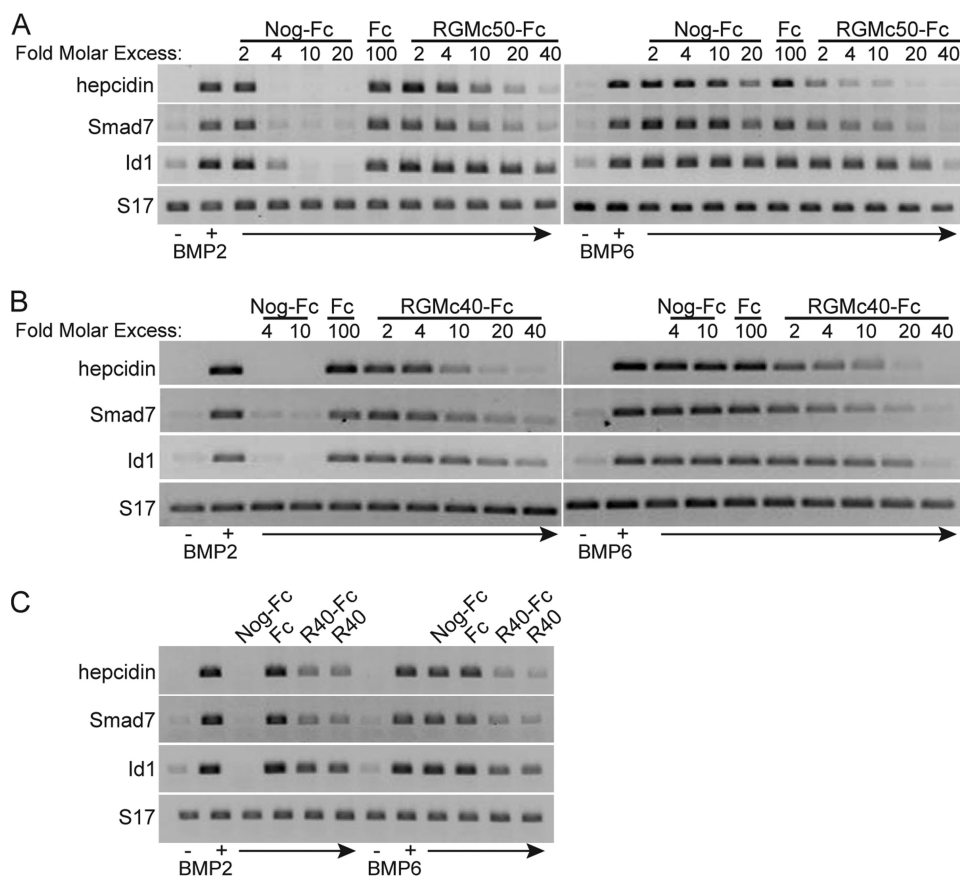 A
Nog-Fc Fc RGMc50-Fc Nog-Fc Fc RGMc50-Fc
Fold Molar Excess: 2 4 10 20 100 2 4 10 20 40 2 4 10 20 100 2 4 10 20 40
hepcidin
Smad7
Id1
S17
- + - +
BMP2 BMP6
B
Nog-Fc Fc RGMc40-Fc Nog-Fc Fc RGMc40-Fc
Fold Molar Excess: 4 10 100 2 4 10 20 40 4 10 100 2 4 10 20 40
hepcidin
Smad7
Id1
S17
- + - +
BMP2 BMP6
C
Nog-Fc Fc R40-Fc R40 Nog-Fc Fc R40-Fc R40
hepcidin
Smad7
Id1
S17
- + - +
BMP2 BMP6